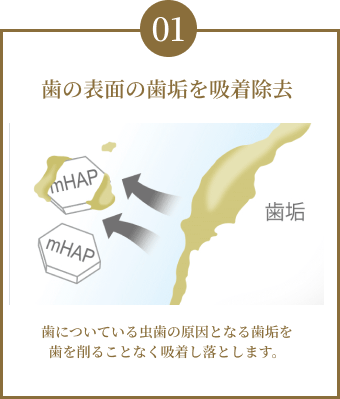 01
歯の表面の歯垢を吸着除去
mHAP
歯垢
mHAP
歯についている虫歯の原因となる歯垢を
歯を削ることなく吸着し落とします。